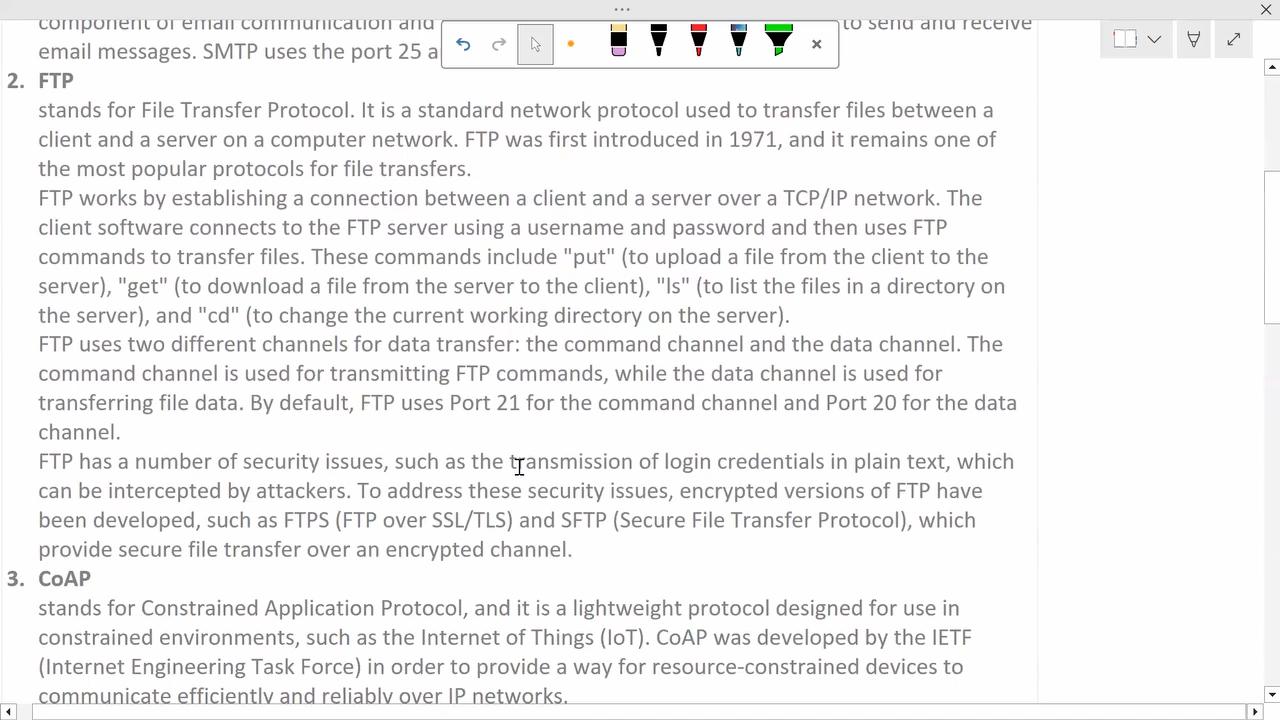 component of email communication and
to send and receive
email messages. SMTP uses the port 25 a
2. FTP
stands for File Transfer Protocol. It is a standard network protocol used to transfer files between a
client and a server on a computer network. FTP was first introduced in 1971, and it remains one of
the most popular protocols for file transfers.
FTP works by establishing a connection between a client and a server over a TCP/IP network. The
client software connects to the FTP server using a username and password and then uses FTP
commands to transfer files. These commands include "put" (to upload a file from the client to the
server), "get" (to download a file from the server to the client), "ls" (to list the files in a directory on
the server), and "cd" (to change the current working directory on the server).
FTP uses two different channels for data transfer: the command channel and the data channel. The
command channel is used for transmitting FTP commands, while the data channel is used for
transferring file data. By default, FTP uses Port 21 for the command channel and Port 20 for the data
channel.
FTP has a number of security issues, such as the transmission of login credentials in plain text, which
can be intercepted by attackers. To address these security issues, encrypted versions of FTP have
been developed, such as FTPS (FTP over SSL/TLS) and SFTP (Secure File Transfer Protocol), which
provide secure file transfer over an encrypted channel.
3. CoAP
stands for Constrained Application Protocol, and it is a lightweight protocol designed for use in
constrained environments, such as the Internet of Things (IoT). CoAP was developed by the IETF
(Internet Engineering Task Force) in order to provide a way for resource-constrained devices to
communicate efficiently and reliably over IP networks.